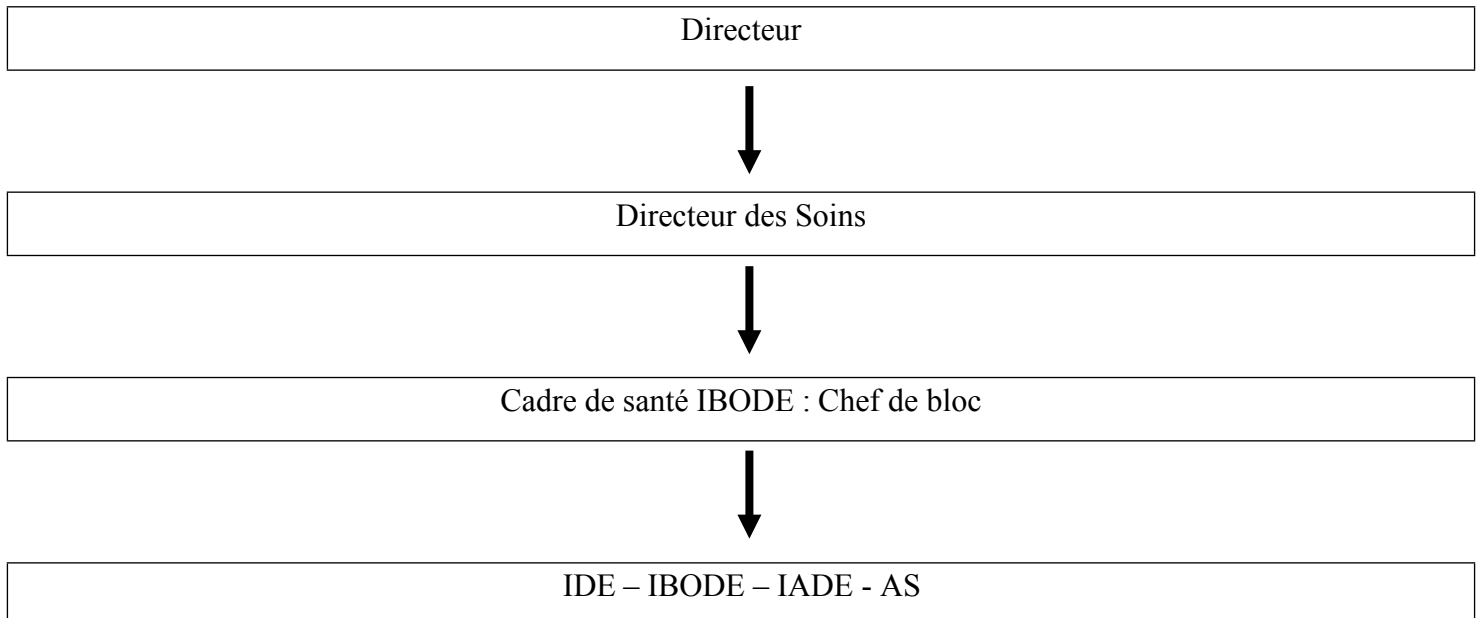 Directeur
Directeur des Soins
Cadre de santé IBODE : Chef de bloc
IDE – IBODE – IADE - AS